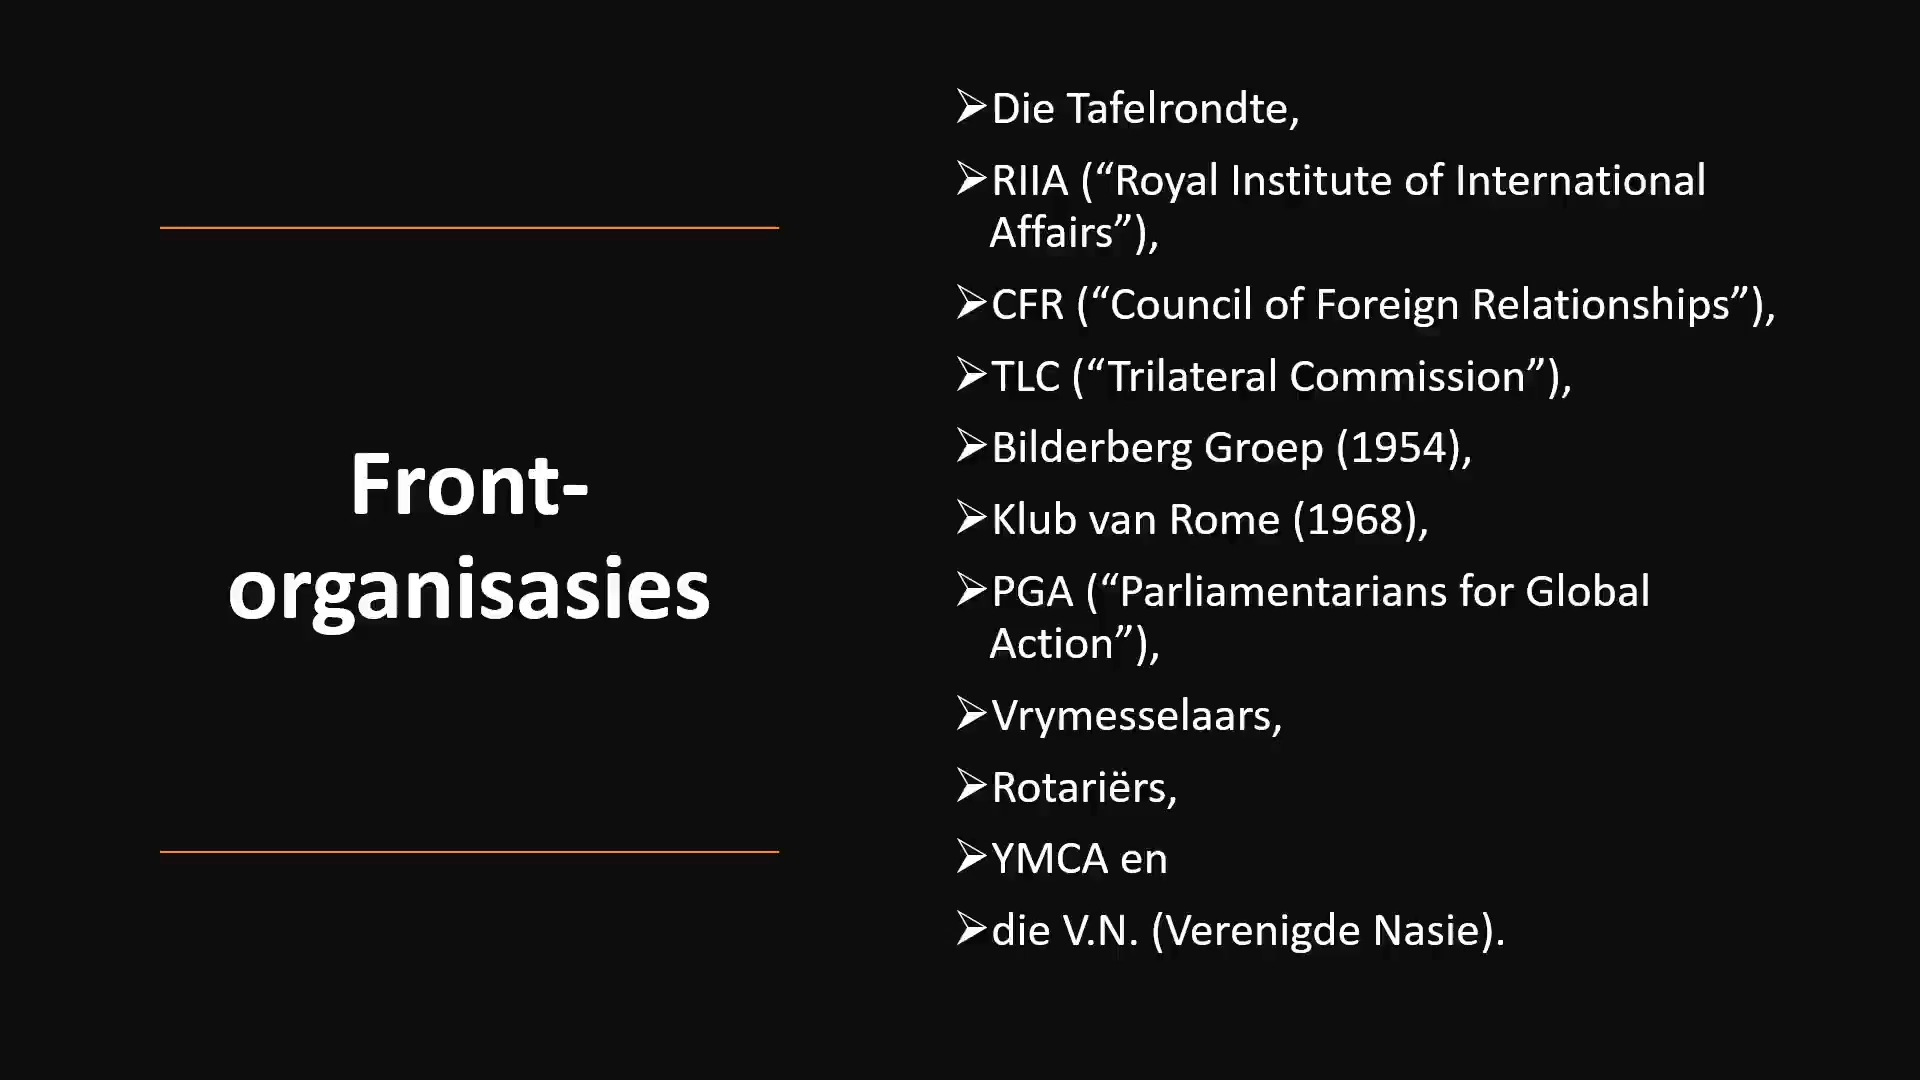 Front-
organisasies
➢Die Tafelrondte,
➢RIIA (“Royal Institute of International
Affairs”),
➢CFR (“Council of Foreign Relationships”),
➢TLC (“Trilateral Commission”),
➢Bilderberg Groep (1954),
➢Klub van Rome (1968),
➢PGA (“Parliamentarians for Global
Action”),
➢Vrymesselaars,
➢Rotariërs,
➢YMCA en
➢die V.N. (Verenigde Nasie).